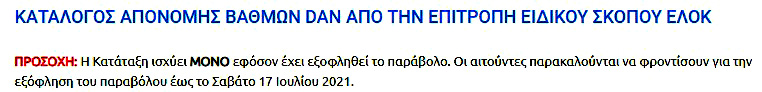 ΚΑΤΑΛΟΓΟΣ ΑΠΟΝΟΜΗΣ ΒΑΘΜΩΝ DAN ΑΠΟ ΤΗΝ ΕΠΙΤΡΟΠΗ ΕΙΔΙΚΟΥ ΣΚΟΠΟΥ ΕΛΟΚ
ΠΡΟΣΟΧΗ: Η Κατάταξη ισχύει ΜΟΝΟ εφόσον έχει εξοφληθεί το παράβολο. Οι αιτούντες παρακαλούνται να φροντίσουν για την
εξόφληση του παραβόλου έως το Σαβάτο 17 Ιουλίου 2021.